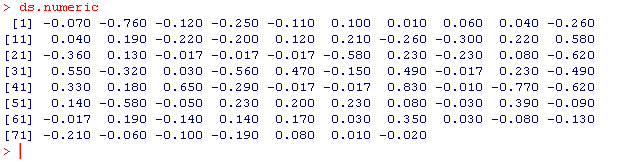 > ds.numeric
[1] -0.070 -0.760 -0.120 -0.250 -0.110 0.100 0.010 0.060 0.040 -0.260
[11] 0.040 0.190 -0.220 -0.200 0.120 0.210 -0.260 -0.300 0.220 0.580
[21] -0.360 0.130 -0.017 -0.017 -0.017 -0.580 0.230 -0.230 0.080 -0.620
[31] 0.550 -0.320 0.030 -0.560 0.470 -0.150 0.490 -0.017 0.230 -0.490
[41] 0.330 0.180 0.650 -0.290 -0.017 -0.017 0.830 -0.010 -0.770 -0.620
[51] 0.140 -0.580 -0.050 0.230 0.200 0.230 0.080 -0.030 0.390 -0.090
[61] -0.017 0.190 -0.140 0.140 0.170 0.030 0.350 0.030 -0.080 -0.130
[71] -0.210 -0.060 -0.100 -0.190 0.080 0.010 -0.020
>